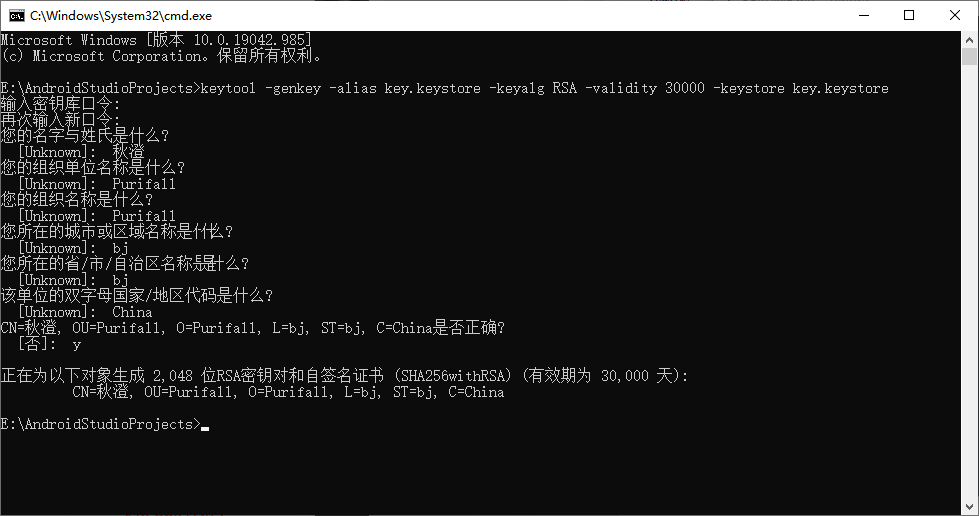 C:\Windows\System32\cmd.exe
Microsoft Windows [版本 10.0.19042.985]
(c) Microsoft Corporation。保留所有权利。
E:\AndroidStudioProjects>keytool -genkey -alias key.keystore -keyalg RSA -validity 30000 -keystore key.keystore
输入密钥库口令:
再次输入新口令:
您的名字与姓氏是什么?
[Unknown]: 秋澄
您的组织单位名称是什么?
[Unknown]: Purifall
您的组织名称是什么?
[Unknown]: Purifall
您所在的城市或区域名称是什么?
[Unknown]: bj
您所在的省/市/自治区名称是什么?
[Unknown]: bj
该单位的双字母国家/地区代码是什么?
[Unknown]: China
CN=秋澄, OU=Purifall, O=Purifall, L=bj, ST=bj, C=China是否正确?
[否]: y
正在为以下对象生成 2,048 位RSA密钥对和自签名证书 (SHA256withRSA) (有效期为 30,000 天):
CN=秋澄, OU=Purifall, O=Purifall, L=bj, ST=bj, C=China
E:\AndroidStudioProjects>